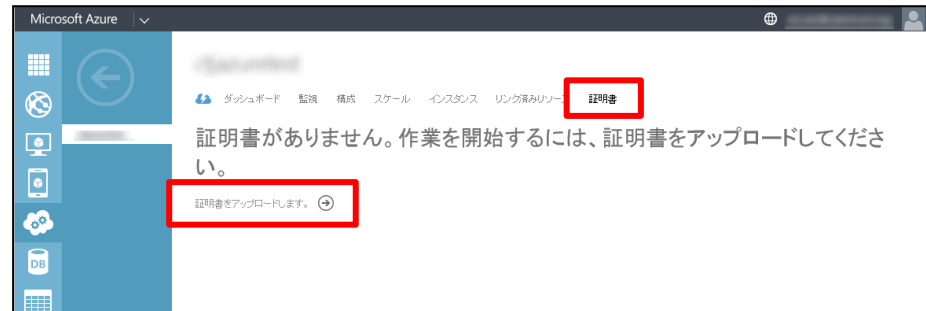 Microsoft Azure
ダッシュボード 監視 構成 スケール インスタンス リンク済みリソース 証明書
証明書がありません。作業を開始するには、証明書をアップロードしてくださ
い。
証明書をアップロードします。
DB